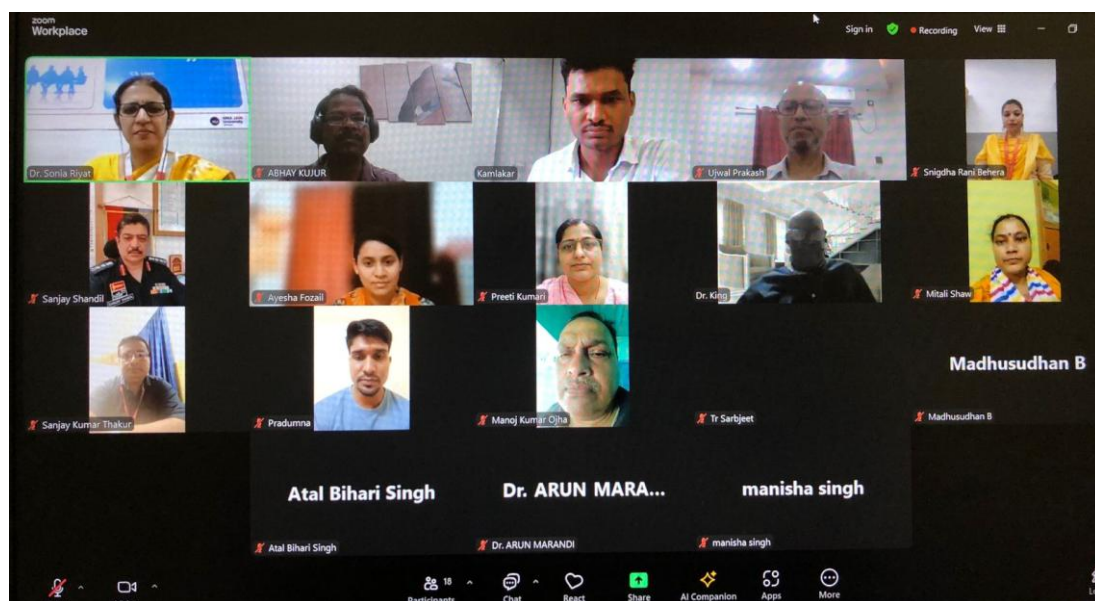 zoom
Workplace
Sign in
Recording
View
Dr. Sonia Riyat
ABHAY KUJUR
Kamlakar
Ujwal Prakash
Snigdha Rani Behera
Sanjay Shandil
Ayesha Fozail
Preeti Kumari
Dr. King
Mitali Shaw
Sanjay Kumar Thakur
Pradumna
Manoj Kumar Ojha
Tr Sarbjeet
Madhusudhan B
Madhusudhan B
Atal Bihari Singh
Atal Bihari Singh
Dr. ARUN MARA...
Dr. ARUN MARANDI
manisha singh
manisha singh
18
Participants
Chat
React
Share
AI Companion
Apps
More